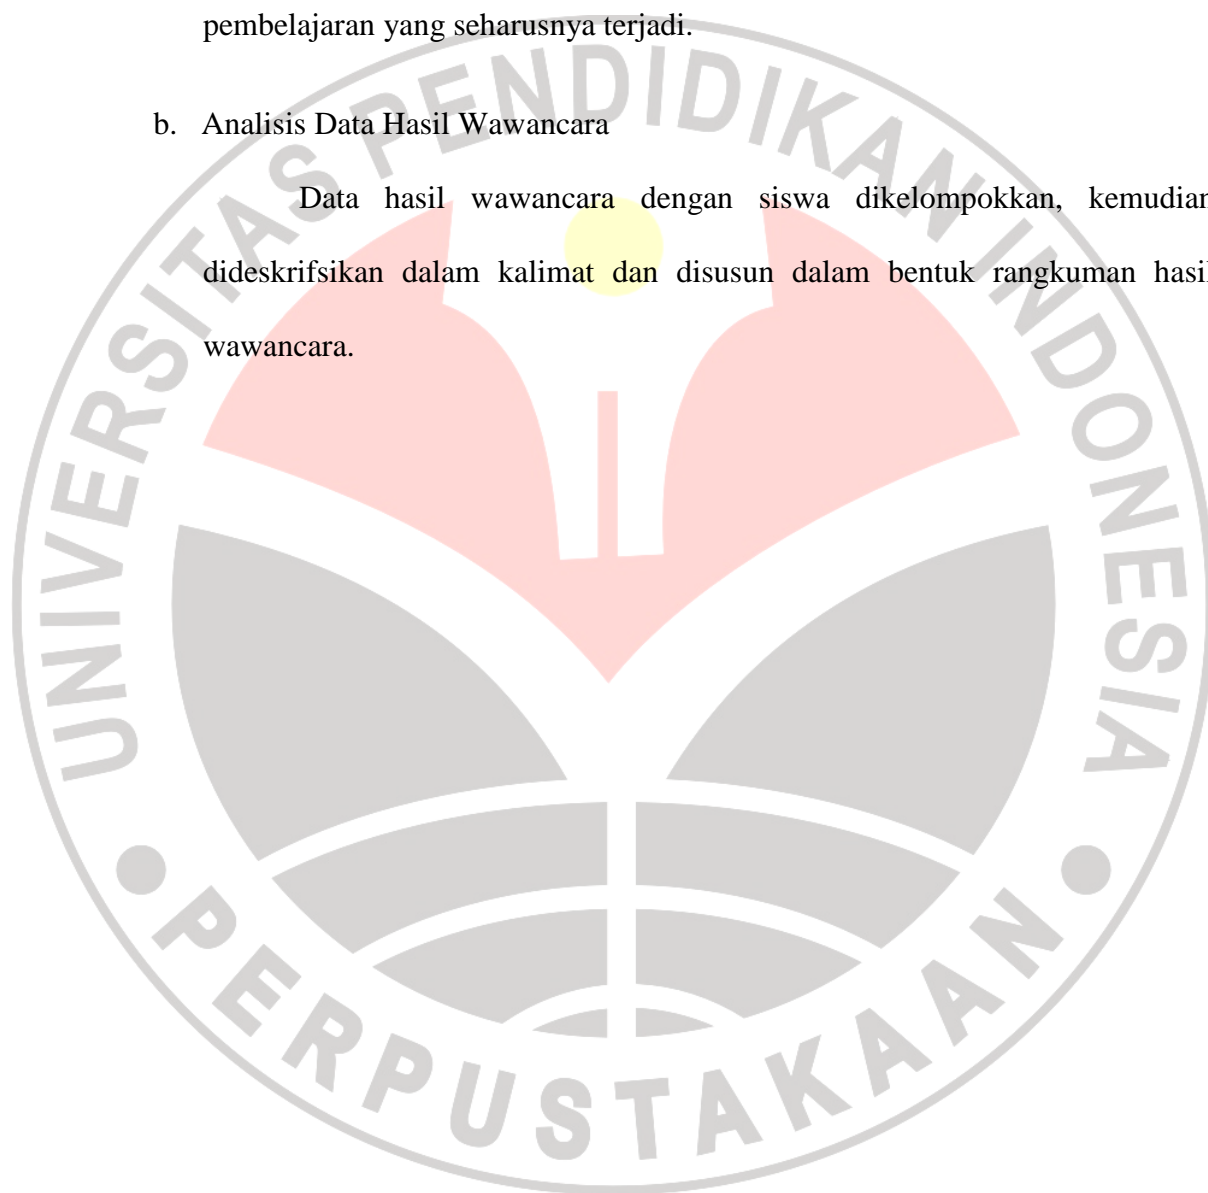 pembelajaran yang seharusnya terjadi.
b. Analisis Data Hasil Wawancara
Data hasil wawancara dengan siswa dikelompokkan, kemudian
dideskrifsikan dalam kalimat dan disusun dalam bentuk rangkuman hasil
wawancara.
UNIVERSITAS PENDIDIKAN INDONESIA
PERPUSTAKAAN